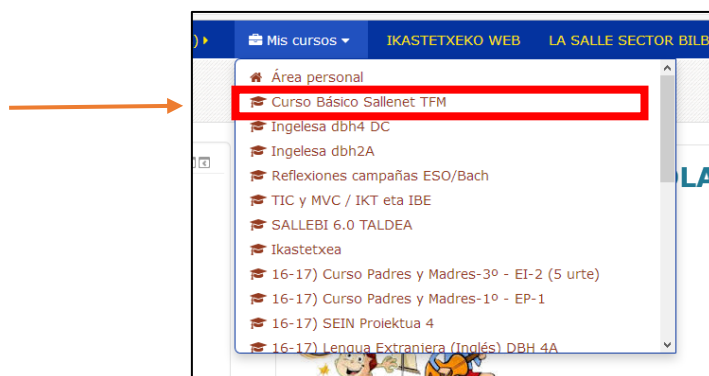 ) Mis cursos IKASTETXEKO WEB LA SALLE SECTOR BILB
Área personal
Curso Básico Sallenet TFM
Ingelesa dbh4 DC
Ingelesa dbh2A
Reflexiones campañas ESO/Bach
TIC y MVC / IKT eta IBE
SALLEBI 6.0 TALDEA
Ikastetxea
16-17) Curso Padres y Madres-3º - EI-2 (5 urte)
16-17) Curso Padres y Madres-1º - EP-1
16-17) SEIN Proiektua 4
16-17) Lengua Extranjera (Inglés) DBH 4A